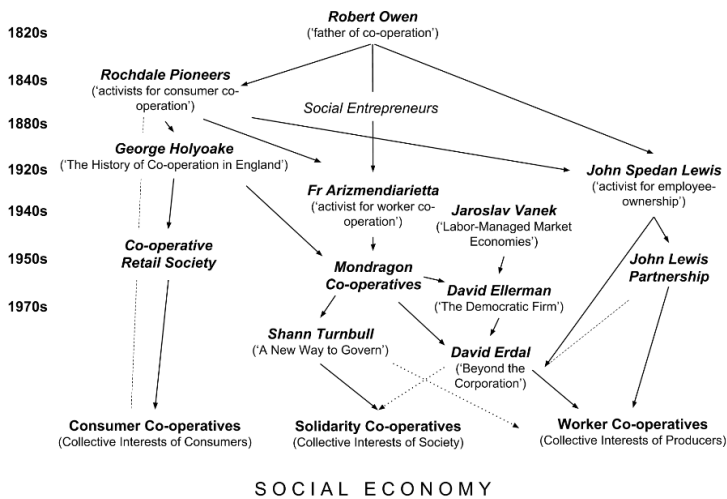 Robert Owen
1820s
('father of co-operation')
1840s
Rochdale Pioneers
('activists for consumer co-
operation')
Social Entrepreneurs
1880s
George Holyoake
('The History of Co-operation in England')
1920s
John Spedan Lewis
('activist for employee-
ownership')
Fr Arizmendiarietta
('activist for worker co-
operation')
1940s
Jaroslav Vanek
('Labor-Managed Market
Economies')
Co-operative
Retail Society
1950s
Mondragon
Co-operatives
John Lewis
Partnership
David Ellerman
('The Democratic Firm')
1970s
Shann Turnbull
('A New Way to Govern')
David Erdal
('Beyond the
Corporation')
Consumer Co-operatives
(Collective Interests of Consumers)
Solidarity Co-operatives
(Collective Interests of Society)
Worker Co-operatives
(Collective Interests of Producers)
SOCIAL ECONOMY